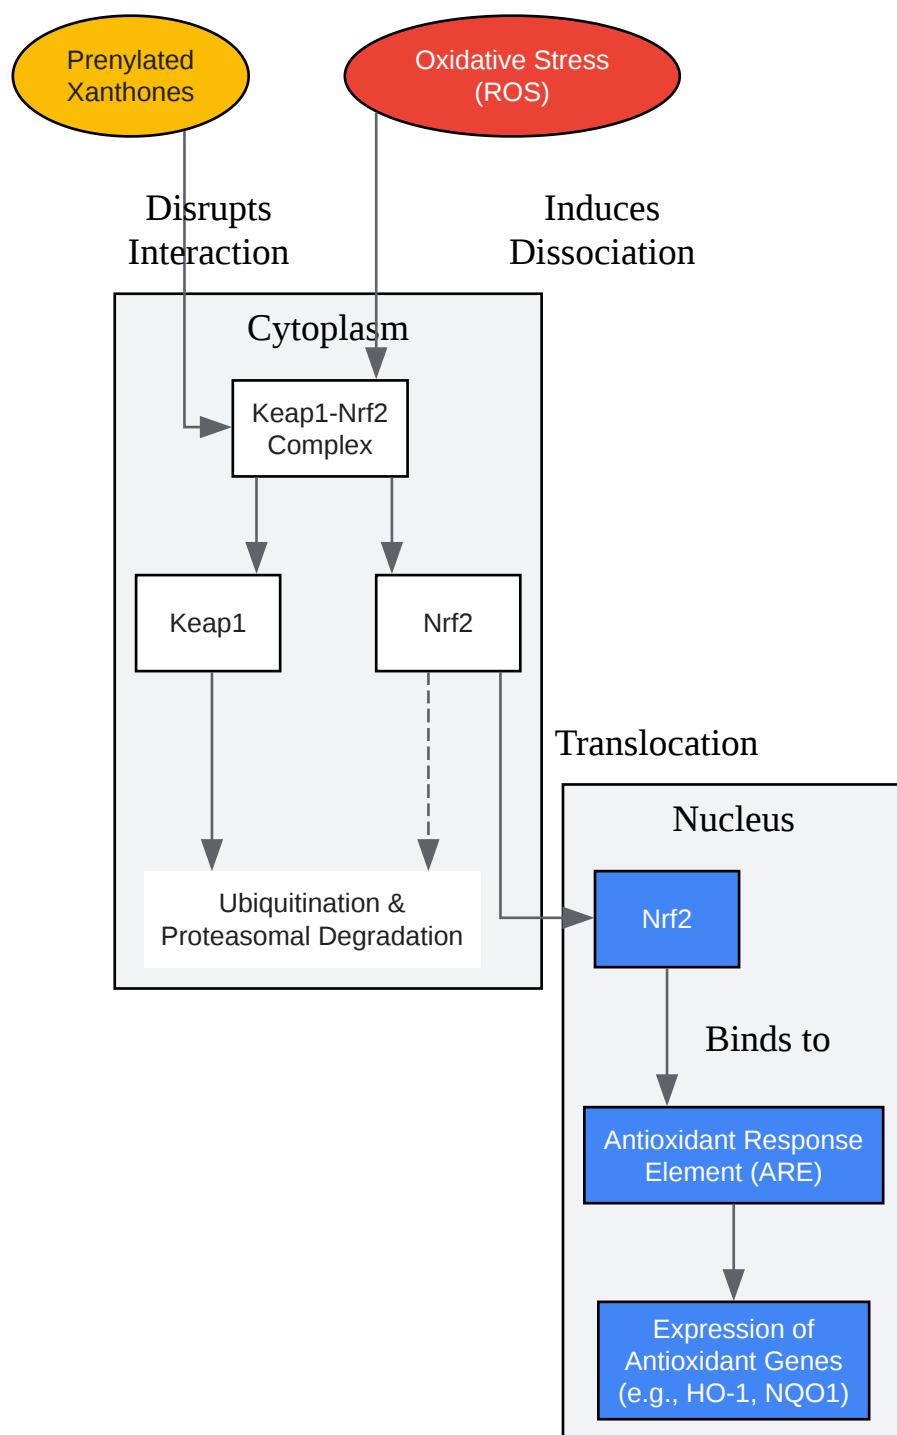 Prenylated
Xanthones
Oxidative Stress
(ROS)
Disrupts
Interaction
Induces
Dissociation
Cytoplasm
Keap1-Nrf2
Complex
Keap1
Nrf2
Translocation
Nucleus
Ubiquitination &
Proteasomal Degradation
Nrf2
Binds to
Antioxidant Response
Element (ARE)
Expression of
Antioxidant Genes
(e.g., HO-1, NQO1)